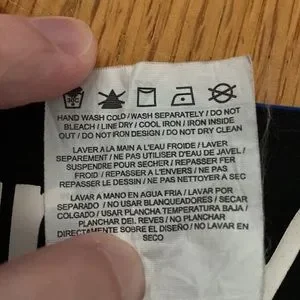 HAND WASH COLD / WASH SEPARATELY / DO NOT
BLEACH / LINE DRY / COOL IRON / IRON INSIDE
OUT / DO NOT IRON DESIGN / DO NOT DRY CLEAN
LAVER A LA MAIN A L'EAU FROIDE / LAVER
SEPAREMENT / NE PAS UTILISER D'EAU DE JAVEL /
SUSPENDRE POUR SECHER / REPASSER FER
FROID / REPASSER A L'ENVERS / NE PAS
REPASSER LE DESSIN / NE PAS NETTOYER A SEC
LAVAR A MANO EN AGUA FRIA / LAVAR POR
SEPARADO / NO USAR BLANQUEADORES / SECAR
COLGADO / USAR PLANCHA TEMPERATURA BAJA /
PLANCHAR DEL REVES / NO PLANCHAR
DIRECTAMENTE SOBRE EL DISEÑO / NO LAVAR EN
SECO